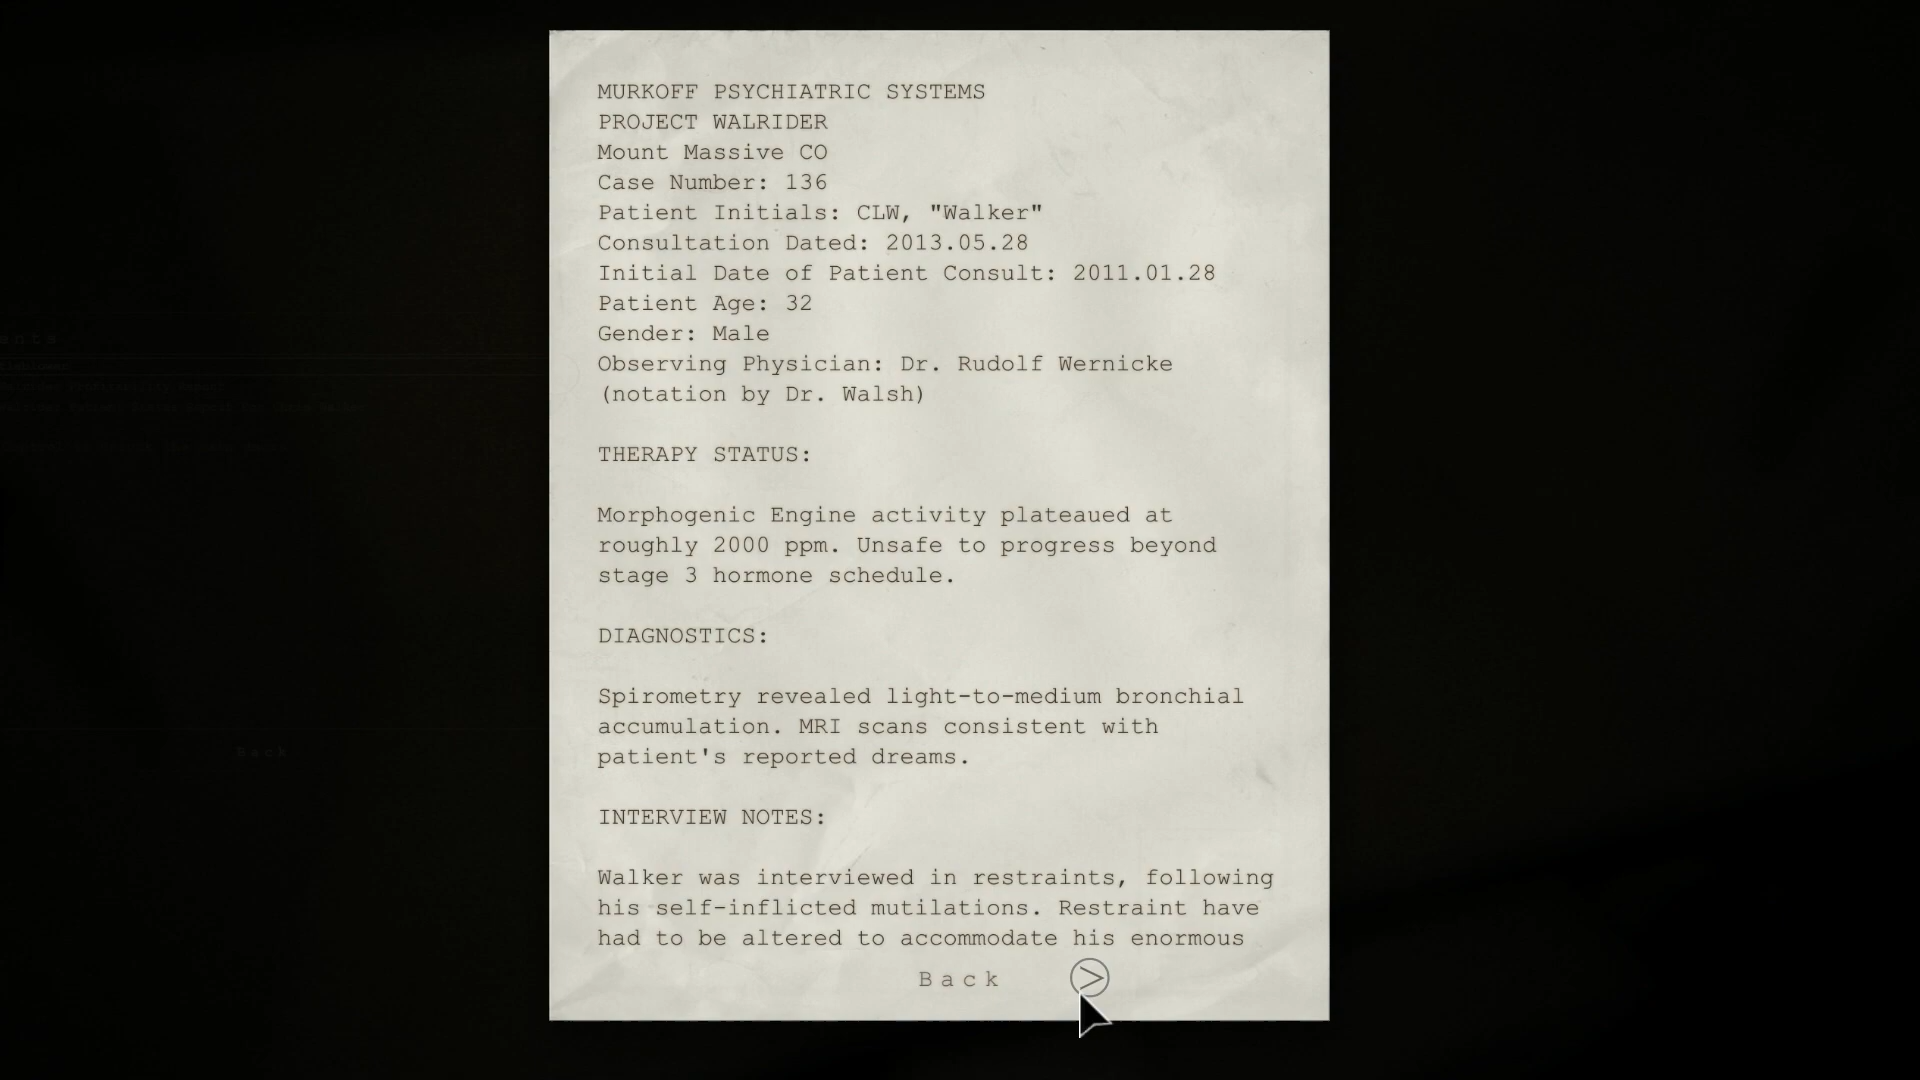 MURKOFF PSYCHIATRIC SYSTEMS
PROJECT WALRIDER
Mount Massive CO
Case Number: 136
Patient Initials: CLW, "Walker"
Consultation Dated: 2013.05.28
Initial Date of Patient Consult: 2011.01.28
Patient Age: 32
Gender: Male
Observing Physician: Dr. Rudolf Wernicke
(notation by Dr. Walsh)
THERAPY STATUS:
Morphogenic Engine activity plateaued at
roughly 2000 ppm. Unsafe to progress beyond
stage 3 hormone schedule.
DIAGNOSTICS:
Spirometry revealed light-to-medium bronchial
accumulation. MRI scans consistent with
patient's reported dreams.
INTERVIEW NOTES:
Walker was interviewed in restraints, following
his self-inflicted mutilations. Restraint have
had to be altered to accommodate his enormous
Back >
Back